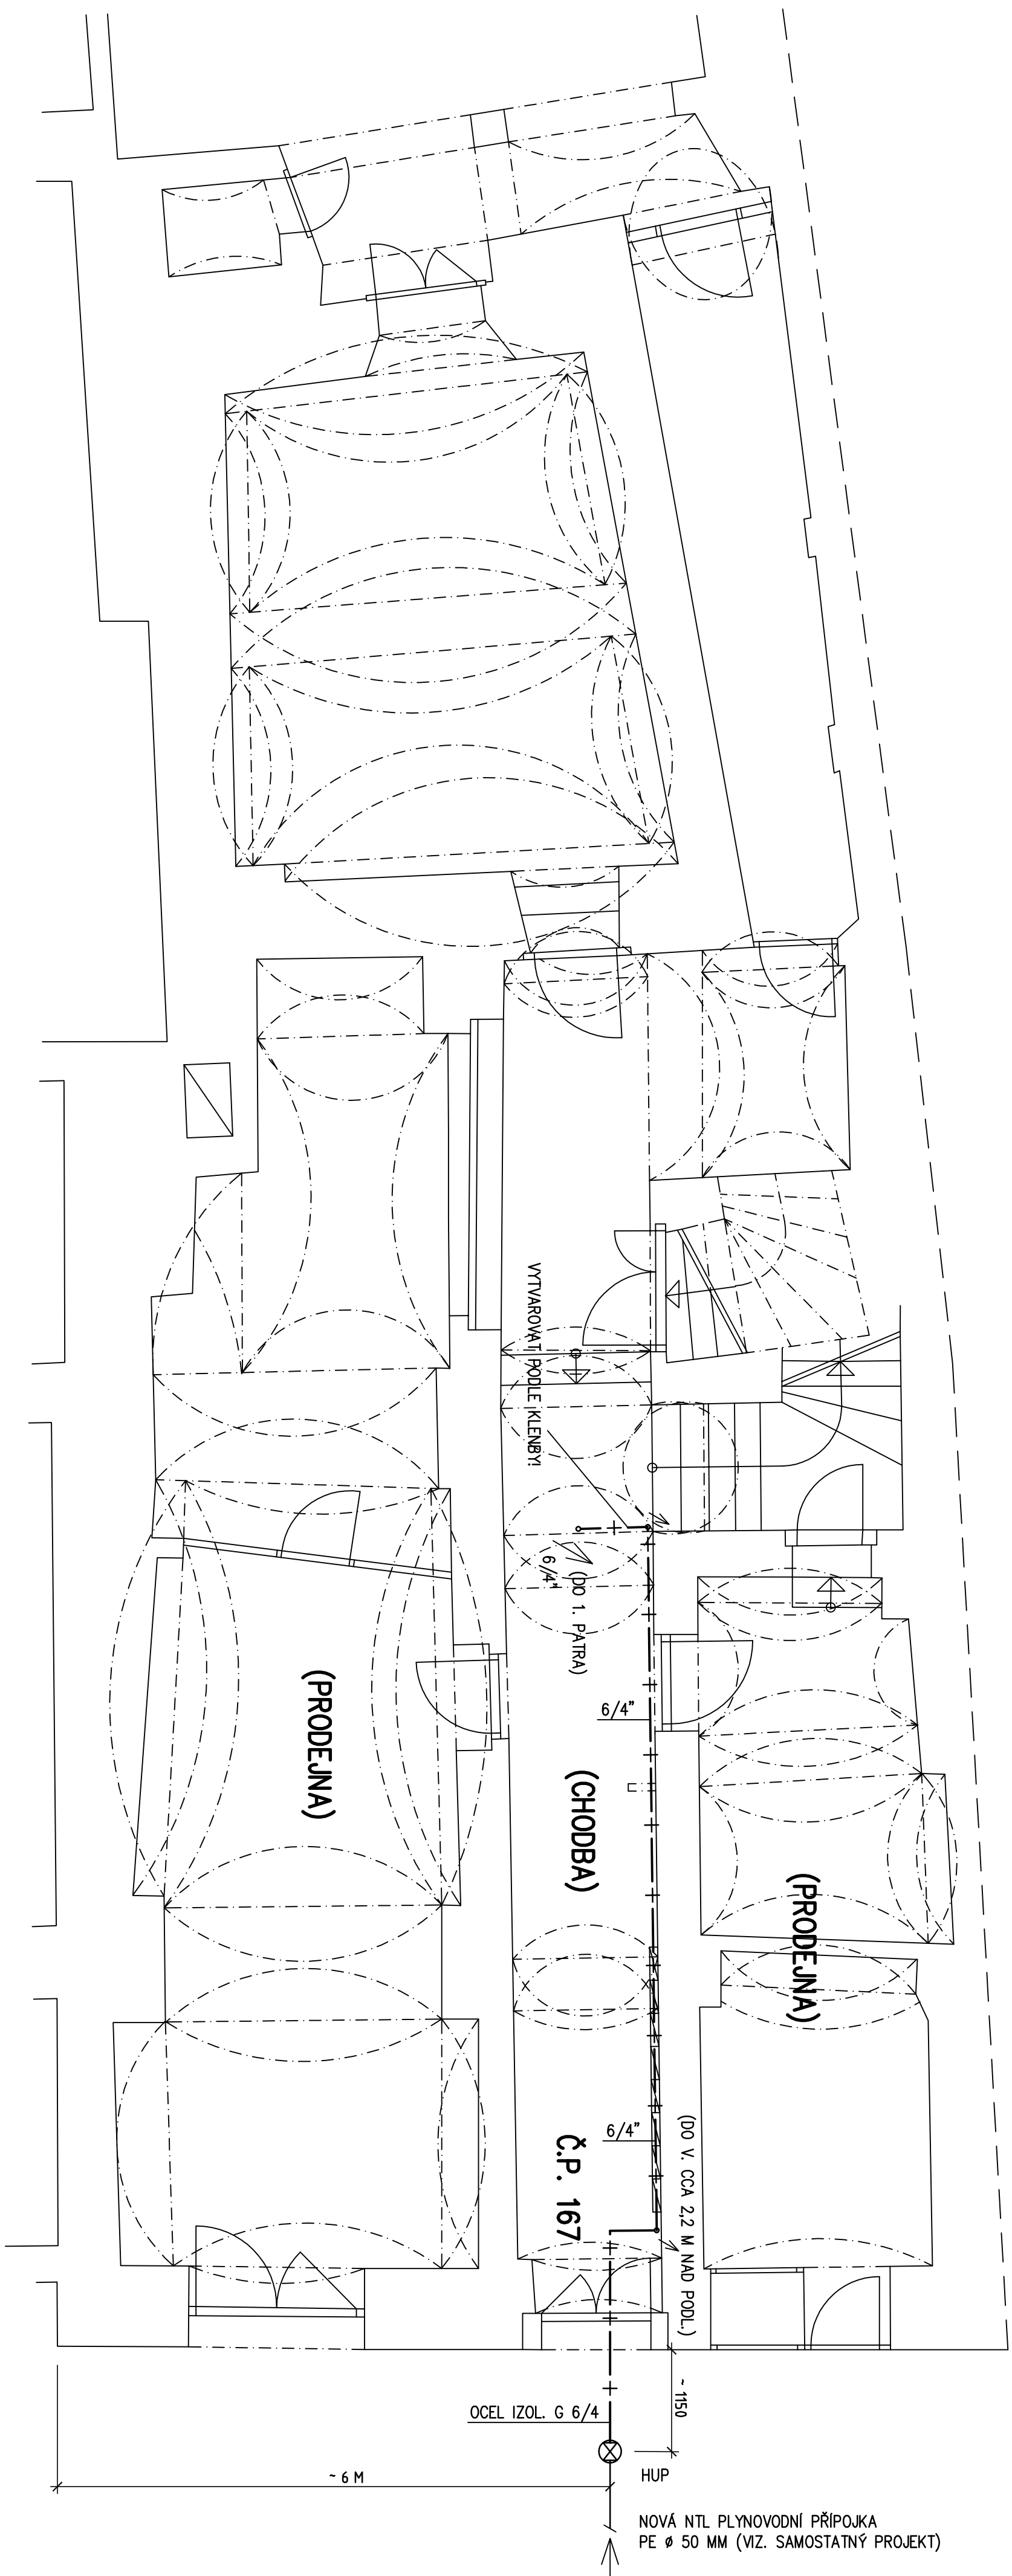 VYTVAROVAT PODLE KLENBY!
6/4"
(DO 1. PATRA)
(PRODEJNA)
6/4"
(CHODBA)
(PRODEJNA)
Č.P. 167
6/4"
(DO V. CCA 2,2 M NAD PODL.)
~ 1150
OCEL IZOL. G 6/4
HUP
~ 6 M
NOVÁ NTL PLYNOVODNÍ PŘÍPOJKA
PE Ø 50 MM (VIZ. SAMOSTATNÝ PROJEKT)